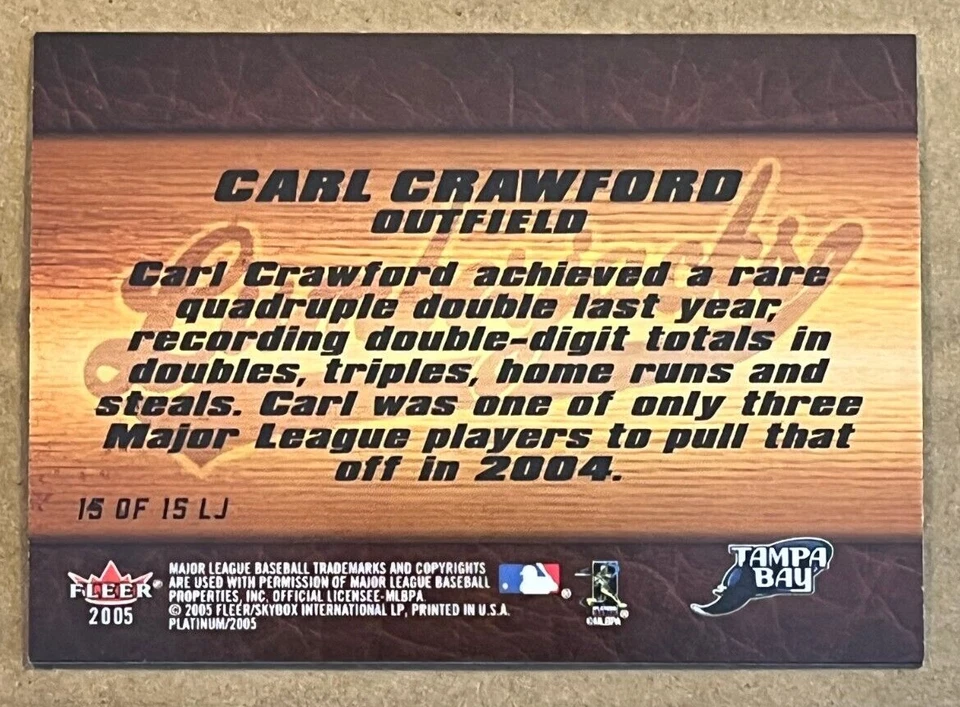 CARL CRAWFORD
OUTFIELD
Carl Crawford achieved a rare
quadruple double last year,
recording double-digit totals in
doubles, triples, home runs and
steals. Carl was one of only three
Major League players to pull that
off in 2004.
15 OF 15 LJ
FLEER
2005
MAJOR LEAGUE BASEBALL TRADEMARKS AND COPYRIGHTS
ARE USED WITH PERMISSION OF MAJOR LEAGUE BASEBALL
PROPERTIES, INC. OFFICIAL LICENSEE-MLBPA
© 2005 FLEER/SKYBOX INTERNATIONAL LP, PRINTED IN U.S.A.
PLATINUM/2005
®
©MLBPA
TAMPA
BAY